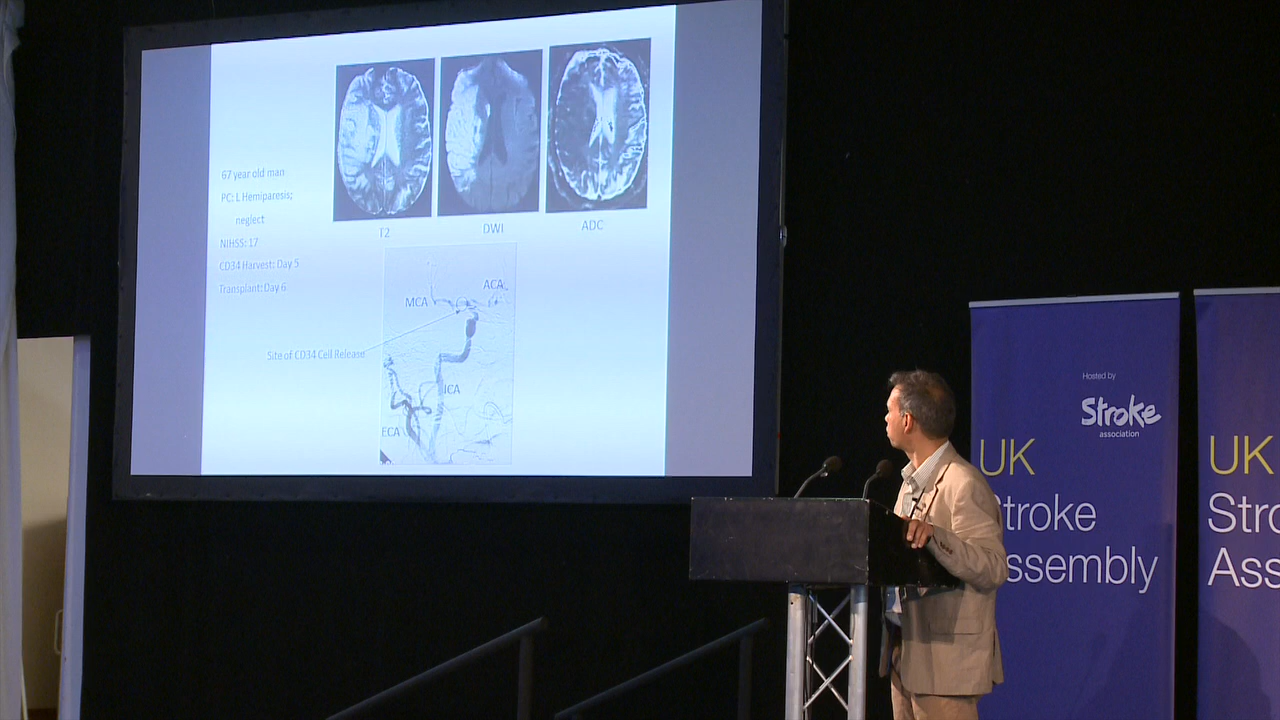 67 year old man
PC: L Hemiparesis;
neglect
NIHSS: 17
CD34 Harvest: Day 5
Transplant: Day 6
T2
DWI
ADC
MCA
ACA
Site of CD34 Cell Release
ICA
ECA
Hosted by
Stroke
association
UK
Stroke
Assembly
UK
Stro
Ass